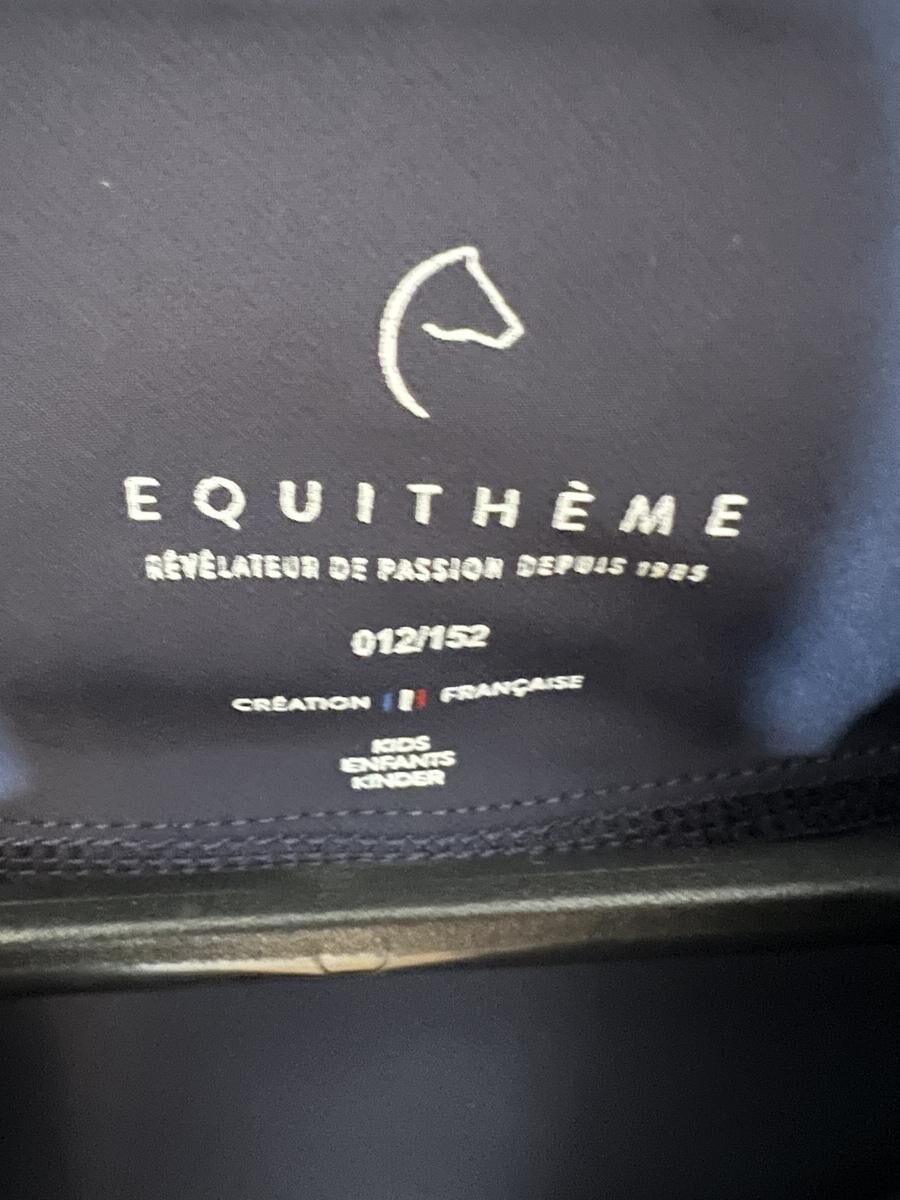 EQUITHÈME
RÉVÉLATEUR DE PASSION DEPUIS 1985
012/152
CRÉATION FRANÇAISE
KIDS
ENFANTS
KINDER